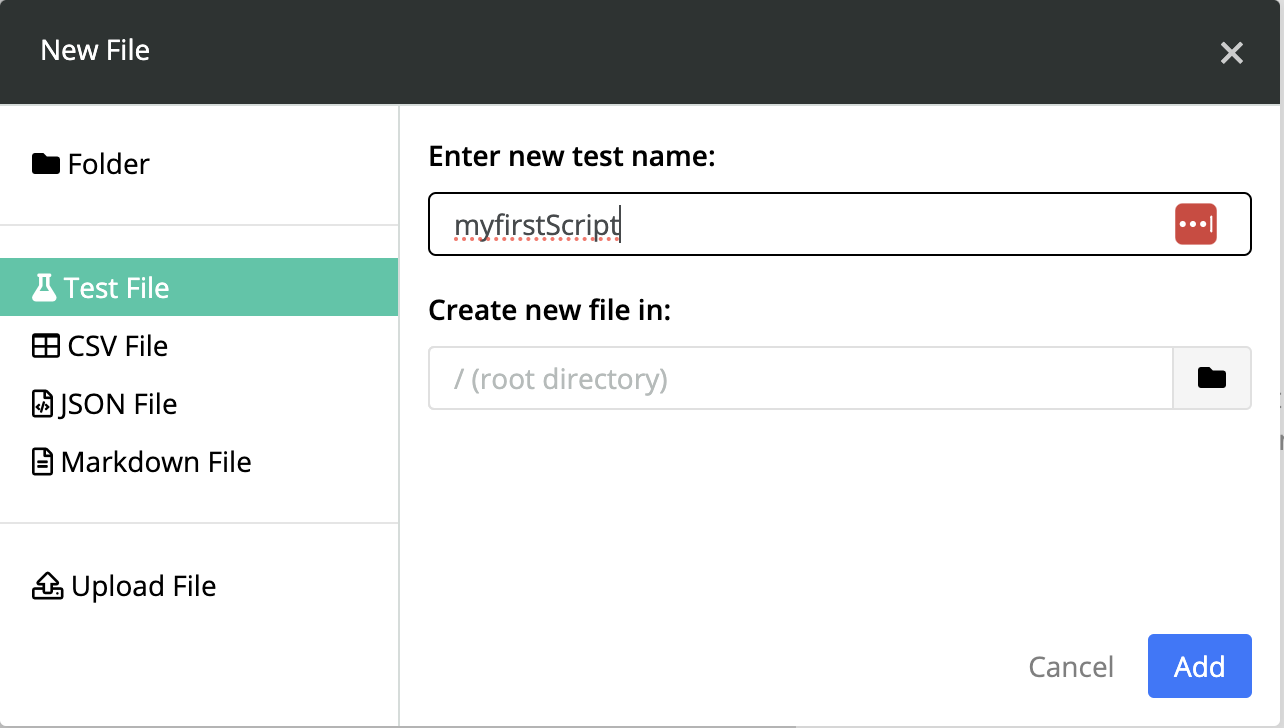 New File
Folder
Test File
CSV File
JSON File
Markdown File
Upload File
Enter new test name:
myfirstScript
Create new file in:
/ (root directory)
Cancel
Add